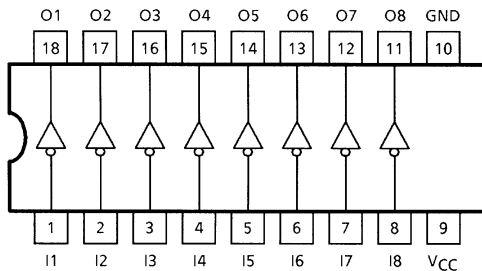 O1 O2 O3 O4 O5 O6 O7 O8 GND
18 17 16 15 14 13 12 11 10
1 2 3 4 5 6 7 8 9
I1 I2 I3 I4 I5 I6 I7 I8 VCC